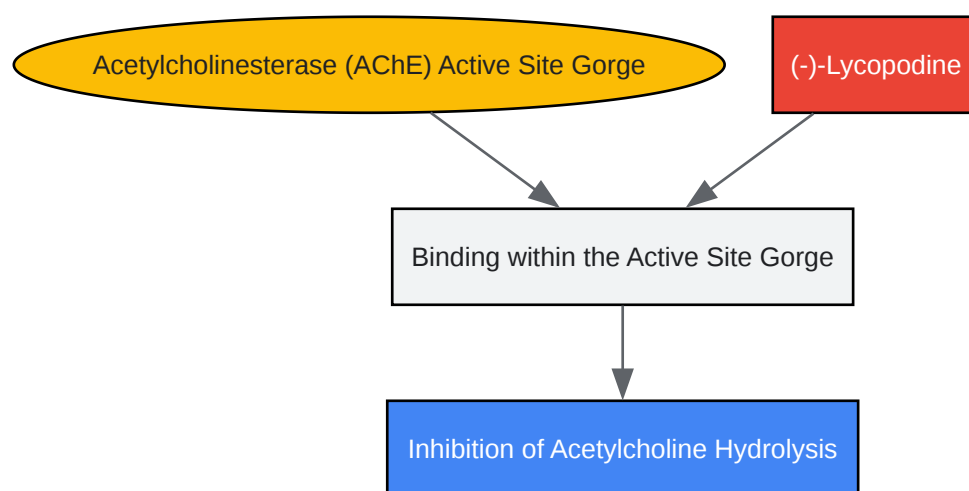 Acetylcholinesterase (AChE) Active Site Gorge
(-)-Lycopodine
Binding within the Active Site Gorge
Inhibition of Acetylcholine Hydrolysis